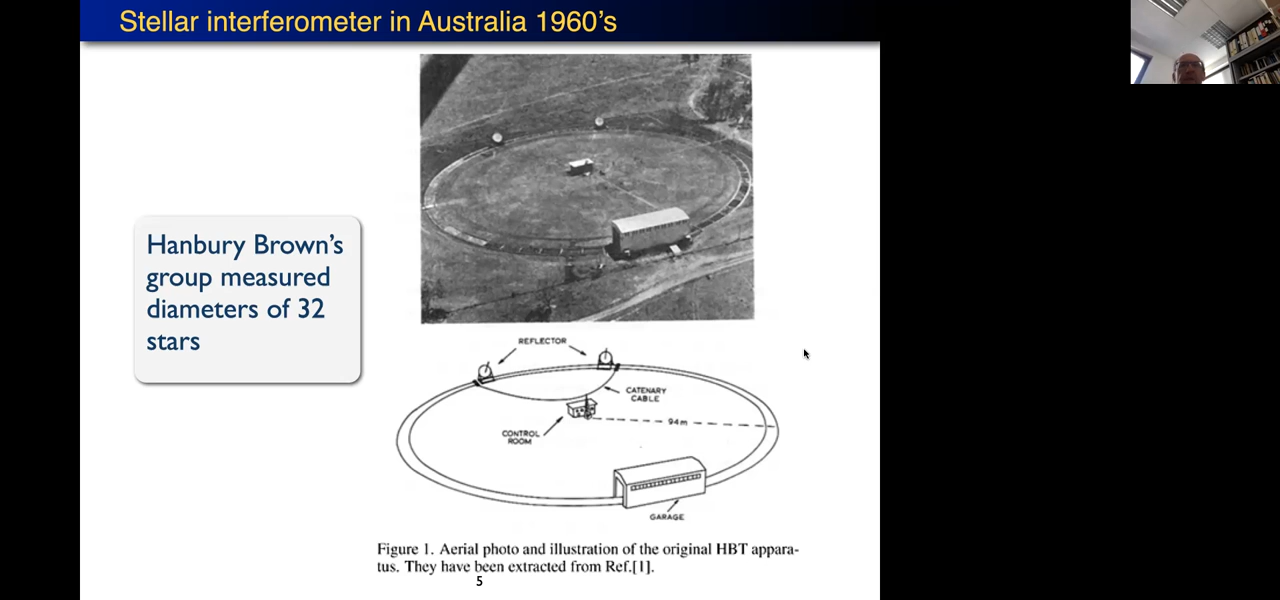 Stellar interferometer in Australia 1960's
Hanbury Brown's
group measured
diameters of 32
stars
REFLECTOR
CATENARY
CABLE
CONTROL
ROOM
94m
GARAGE
Figure 1. Aerial photo and illustration of the original HBT appara-
tus. They have been extracted from Ref.[1].
5